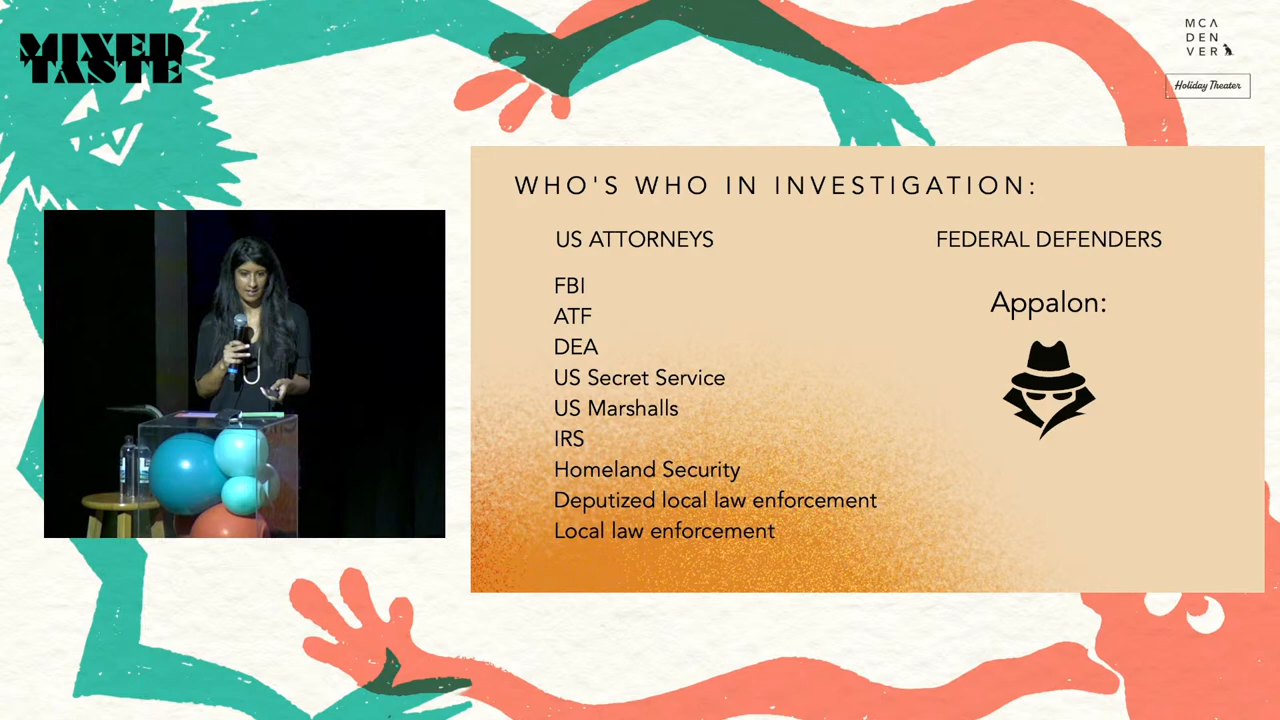 MIXED
TASTE
MCA
DEN
VER
Holiday Theater
WHO'S WHO IN INVESTIGATION:
US ATTORNEYS
FBI
ATF
DEA
US Secret Service
US Marshalls
IRS
Homeland Security
Deputized local law enforcement
Local law enforcement
FEDERAL DEFENDERS
Appalon: